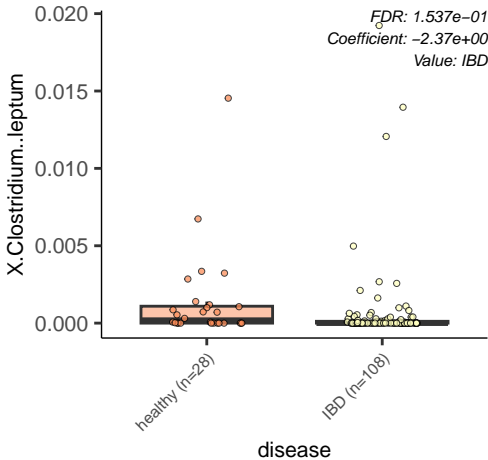 FDR: 1.537e−01
Coefficient: −2.37e+00
Value: IBD
X.Clostridium..leptum
0.020
0.015
0.010
0.005
0.000
healthy (n=28)
IBD (n=108)
disease